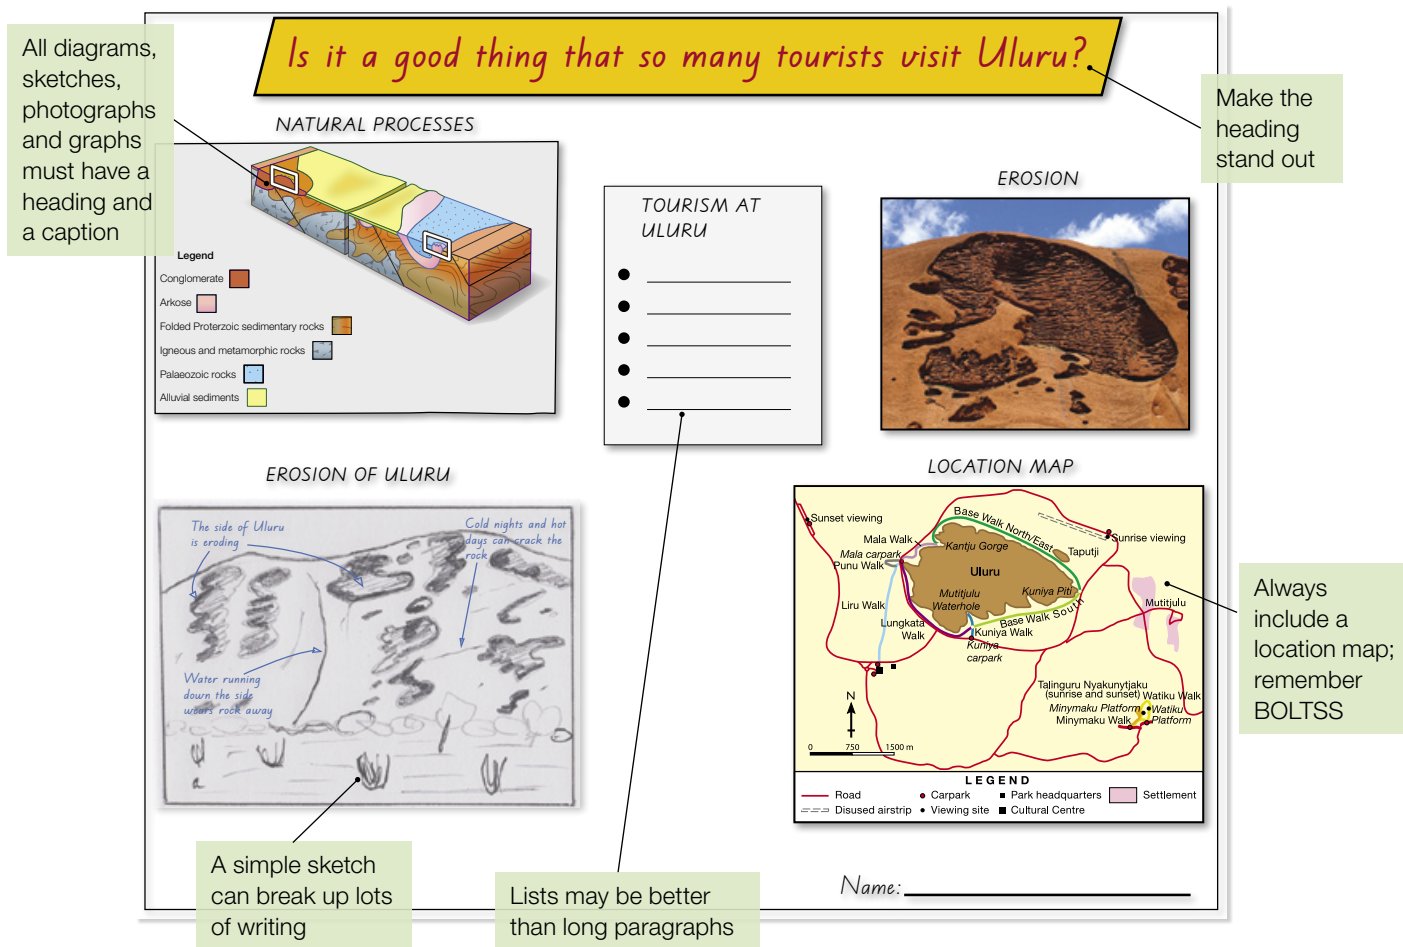 Is it a good thing that so many tourists visit Uluru?
All diagrams,
sketches,
photographs
and graphs
must have a
heading and
a caption
Make the
heading
stand out
NATURAL PROCESSES
Legend
Conglomerate
Arkose
Folded Proterzoic sedimentary rocks
Igneous and metamorphic rocks
Palaeozoic rocks
Alluvial sediments
TOURISM AT
ULURU
EROSION
EROSION OF ULURU
The side of Uluru
is eroding
Cold nights and hot
days can crack the
rock
Water running
down the side
wears rock away
LOCATION MAP
Sunset viewing
Base Walk North/East
Sunrise viewing
Mala Walk
Kantju Gorge
Mala carpark
Taputji
Punu Walk
Uluru
Mutitjulu
Waterhole
Kuniya Piti
Liru Walk
Mutitjulu
Lungkata
Walk
Base Walk South
Kuniya Walk
Kuniya
carpark
Talinguru Nyakunytjaku
(sunrise and sunset)
Watiku Walk
Minymaku Platform
Watiku
Platform
Minymaku Walk
N
0 750 1500 m
LEGEND
Road
Carpark
Park headquarters
Settlement
Disused airstrip
Viewing site
Cultural Centre
Always
include a
location map;
remember
BOLTSS
A simple sketch
can break up lots
of writing
Lists may be better
than long paragraphs
Name: